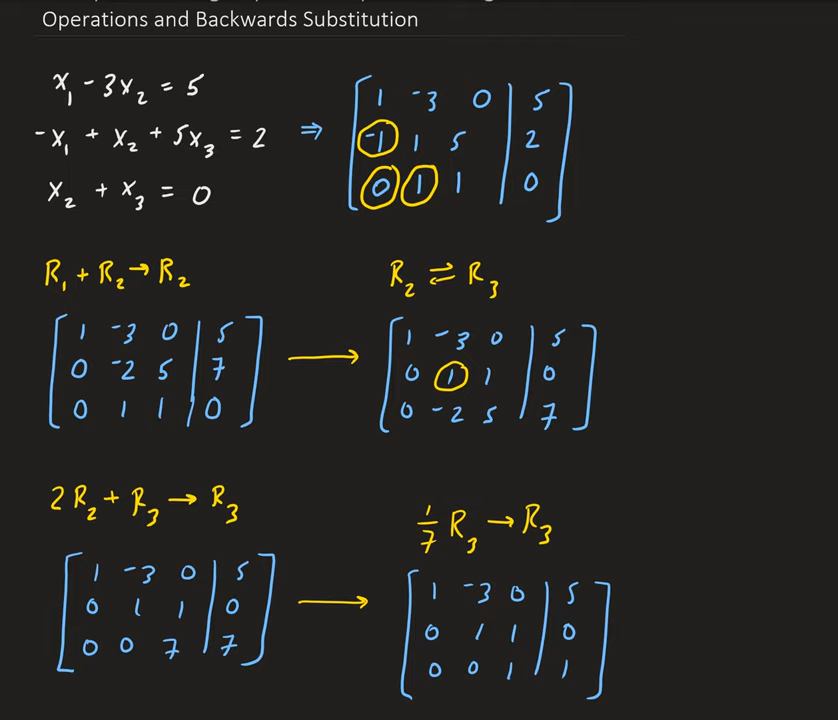 Operations and Backwards Substitution
x₁ - 3x₂ = 5
-x₁ + x₂ + 5x₃ = 2
x₂ + x₃ = 0
⇒
[ 1 -3 0 | 5 ]
[ -1 1 5 | 2 ]
[ 0 1 1 | 0 ]
R₁ + R₂ → R₂
[ 1 -3 0 | 5 ]
[ 0 -2 5 | 7 ]
[ 0 1 1 | 0 ]
→
R₂ ⇄ R₃
[ 1 -3 0 | 5 ]
[ 0 1 1 | 0 ]
[ 0 -2 5 | 7 ]
2R₂ + R₃ → R₃
[ 1 -3 0 | 5 ]
[ 0 1 1 | 0 ]
[ 0 0 7 | 7 ]
→
1/7 R₃ → R₃
[ 1 -3 0 | 5 ]
[ 0 1 1 | 0 ]
[ 0 0 1 | 1 ]